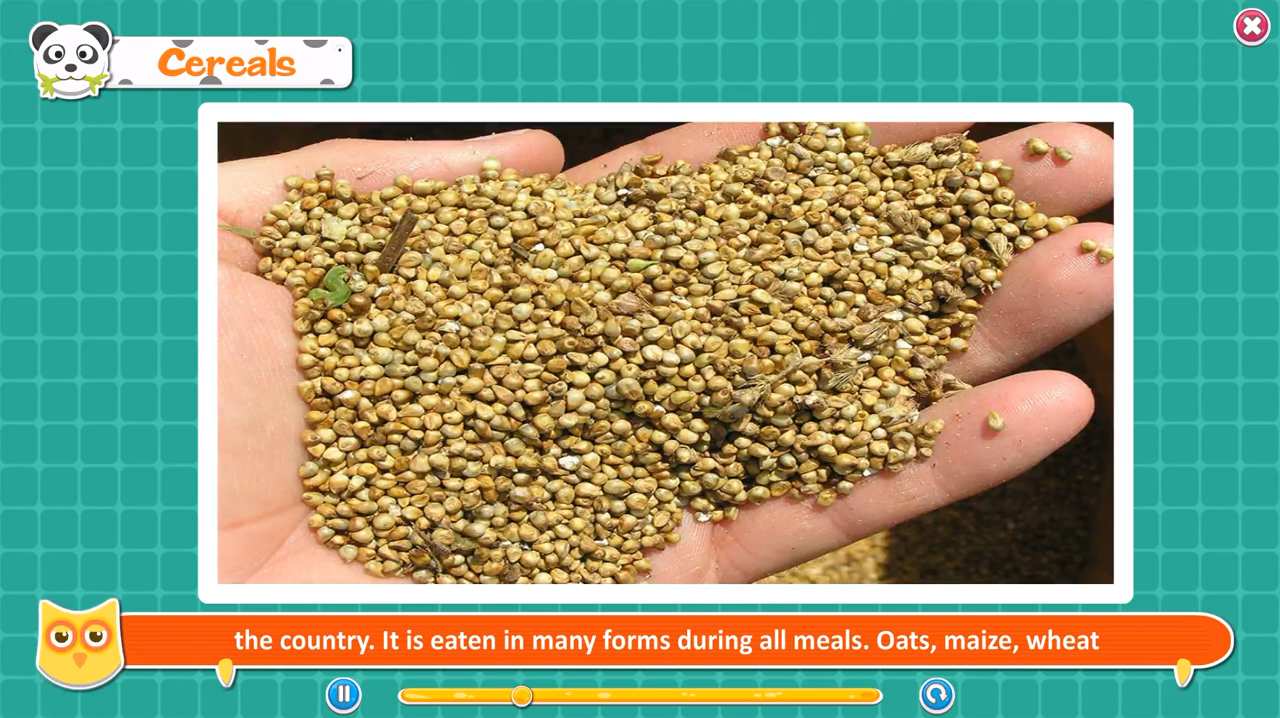 Cereals
the country. It is eaten in many forms during all meals. Oats, maize, wheat